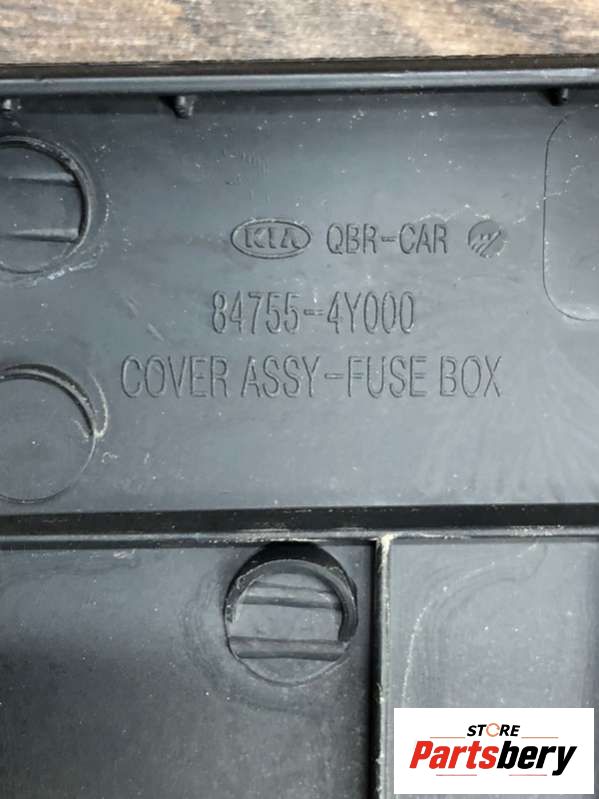 KIA QBR-CAR
84755-4Y000
COVER ASSY-FUSE BOX
STORE
Partsbery